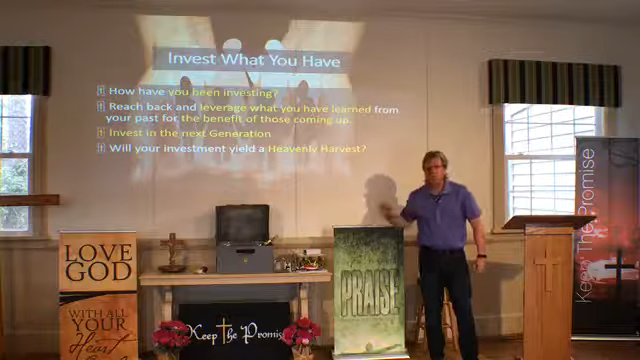 Invest What You Have
How have you been investing?
Reach back and leverage what you have learned from
your past for the benefit of those coming up.
Invest in the next Generation
Will your investment yield a Heavenly Harvest?
LOVE
GOD
WITH ALL
YOUR
Heart
Keep The Promise
PRAISE
Keepin' The Promise